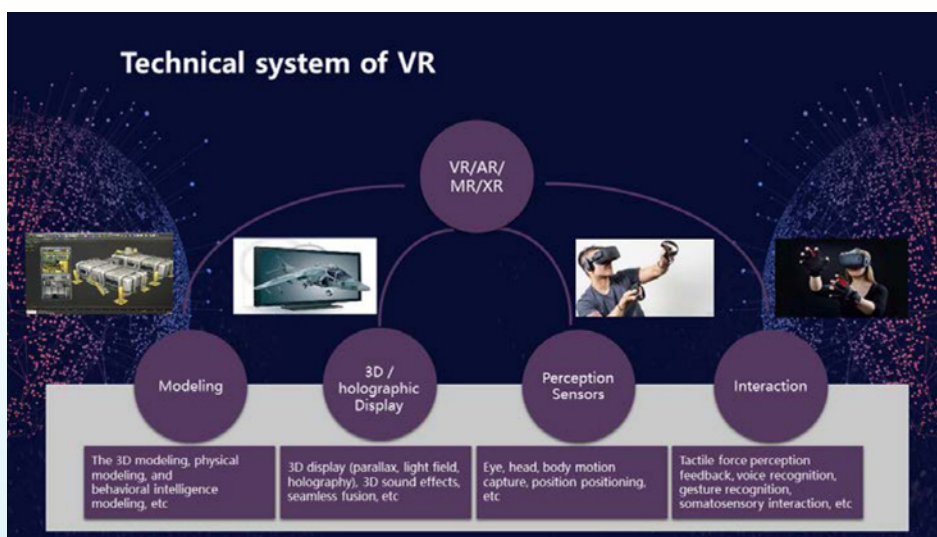 Technical system of VR
VR/AR/
MR/XR
Modeling
3D /
holographic
Display
Perception
Sensors
Interaction
The 3D modeling, physical
modeling, and
behavioral intelligence
modeling, etc
3D display (parallax, light field,
holography), 3D sound effects,
seamless fusion, etc
Eye, head, body motion
capture, position positioning,
etc
Tactile force perception
feedback, voice recognition,
gesture recognition,
somatosensory interaction, etc